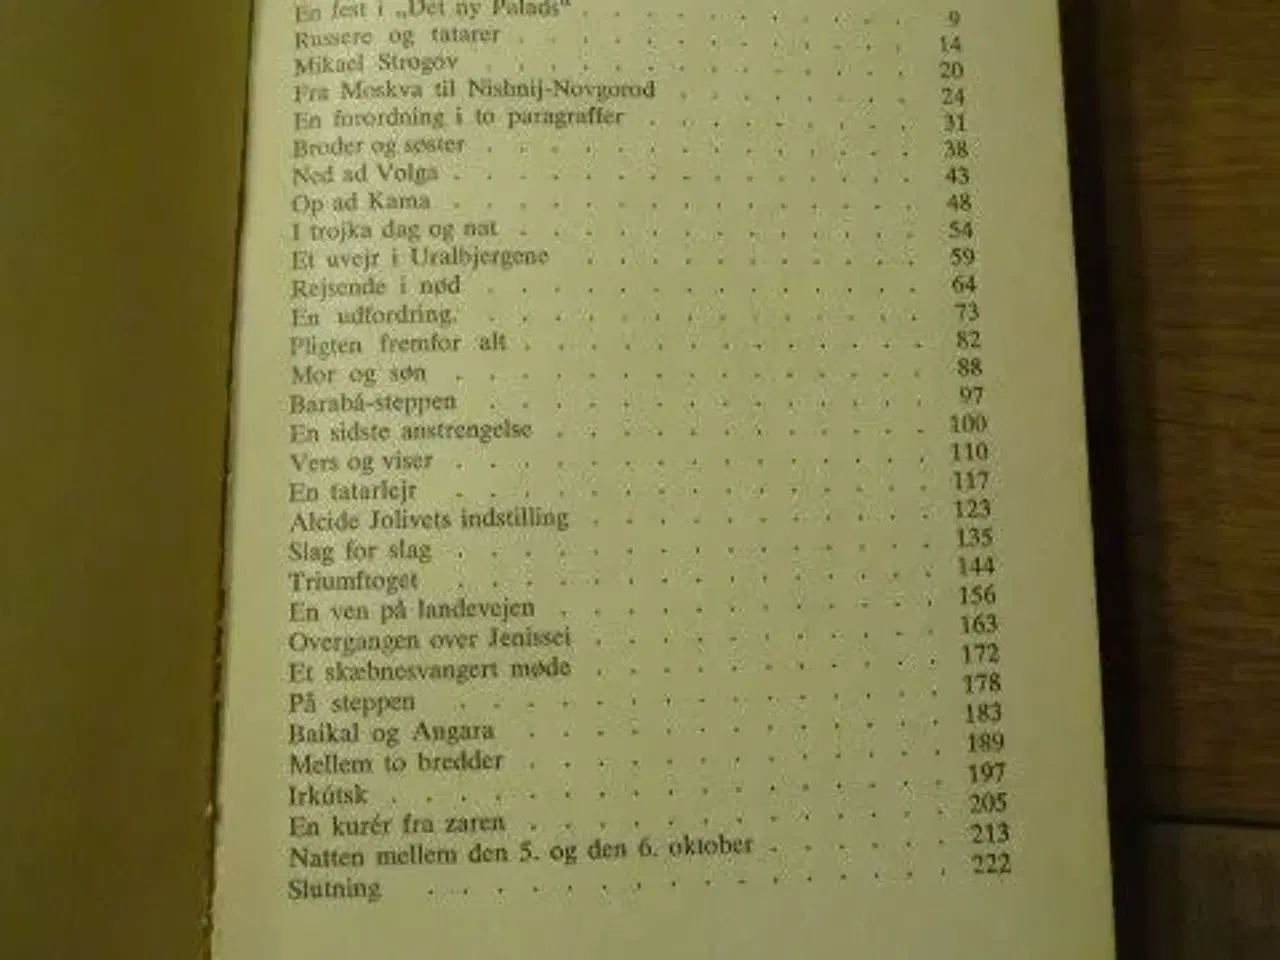 En fest i „Det ny Palads“ . . . . . . . . . . . 9
Russere og tatarer . . . . . . . . . . . . 14
Mikael Strogov . . . . . . . . . . . . . 20
Fra Moskva til Nishnij-Novgorod . . . . . . . 24
En forordning i to paragraffer . . . . . . . . 31
Broder og søster . . . . . . . . . . . . . 38
Ned ad Volga . . . . . . . . . . . . . . 43
Op ad Kama . . . . . . . . . . . . . . 48
I trojka dag og nat . . . . . . . . . . . . 54
Et uvejr i Uralbjergene . . . . . . . . . . 59
Rejsende i nød . . . . . . . . . . . . . 64
En udfordring. . . . . . . . . . . . . . 73
Pligten fremfor alt . . . . . . . . . . . . 82
Mor og søn . . . . . . . . . . . . . . 88
Barabá-steppen . . . . . . . . . . . . . 97
En sidste anstrengelse . . . . . . . . . . . 100
Vers og viser . . . . . . . . . . . . . . 110
En tatarlejr . . . . . . . . . . . . . . 117
Alcide Jolivets indstilling . . . . . . . . . . 123
Slag for slag . . . . . . . . . . . . . . 135
Triumftoget . . . . . . . . . . . . . . 144
En ven på landevejen . . . . . . . . . . . 156
Overgangen over Jenissei . . . . . . . . . . 163
Et skæbnesvangert møde . . . . . . . . . . 172
På steppen . . . . . . . . . . . . . . 178
Baikal og Angara . . . . . . . . . . . . 183
Mellem to bredder . . . . . . . . . . . . 189
Irkútsk . . . . . . . . . . . . . . . . 197
En kurér fra zaren . . . . . . . . . . . . 205
Natten mellem den 5. og den 6. oktober . . . . . . 213
Slutning . . . . . . . . . . . . . . . 222